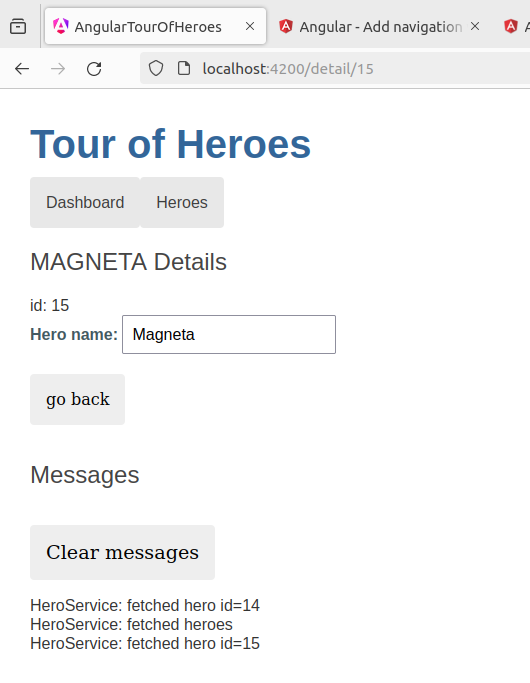 AngularTourOfHeroes
Angular - Add navigation
localhost:4200/detail/15
Tour of Heroes
Dashboard Heroes
MAGNETA Details
id: 15
Hero name: Magneta
go back
Messages
Clear messages
HeroService: fetched hero id=14
HeroService: fetched heroes
HeroService: fetched hero id=15